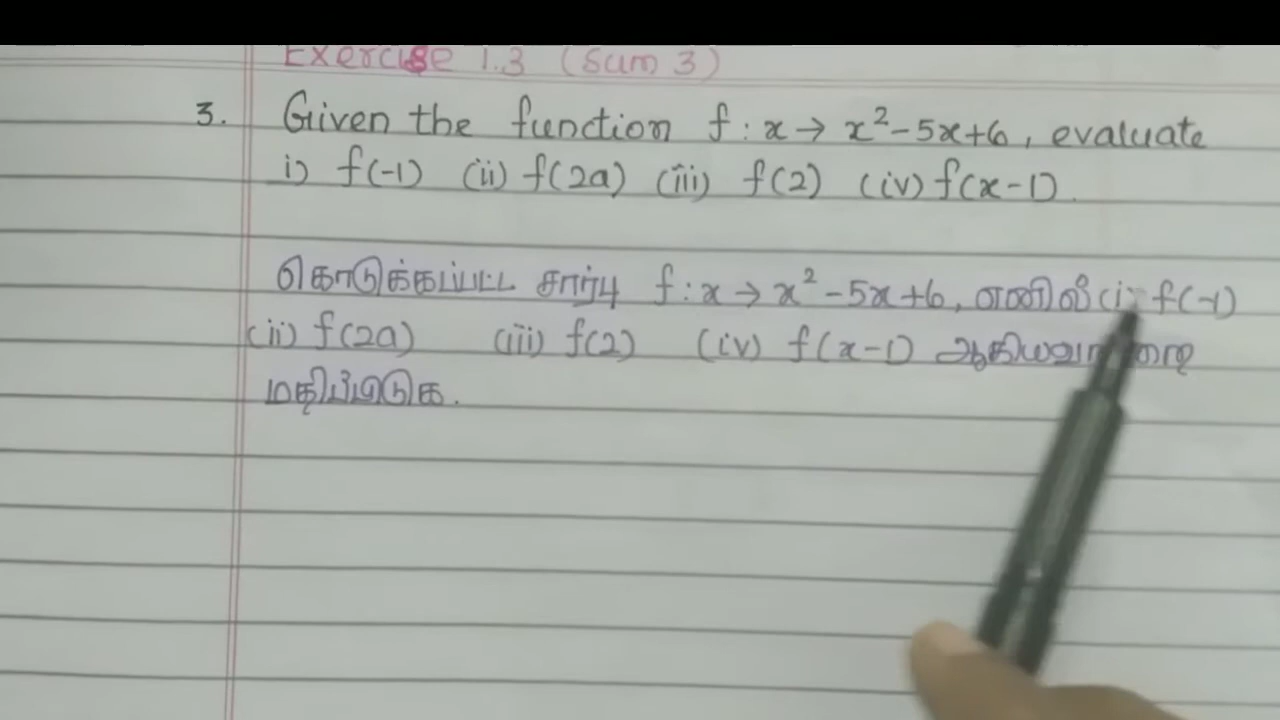 Exercise 1.3 (Sum 3)
3. Given the function f : x → x² - 5x + 6, evaluate
i) f(-1) (ii) f(2a) (iii) f(2) (iv) f(x-1).
கொடுக்கப்பட்ட சார்பு f : x → x² - 5x + 6, எனில் (i) f(-1)
(ii) f(2a) (iii) f(2) (iv) f(x-1)
மதிப்பிடுக.